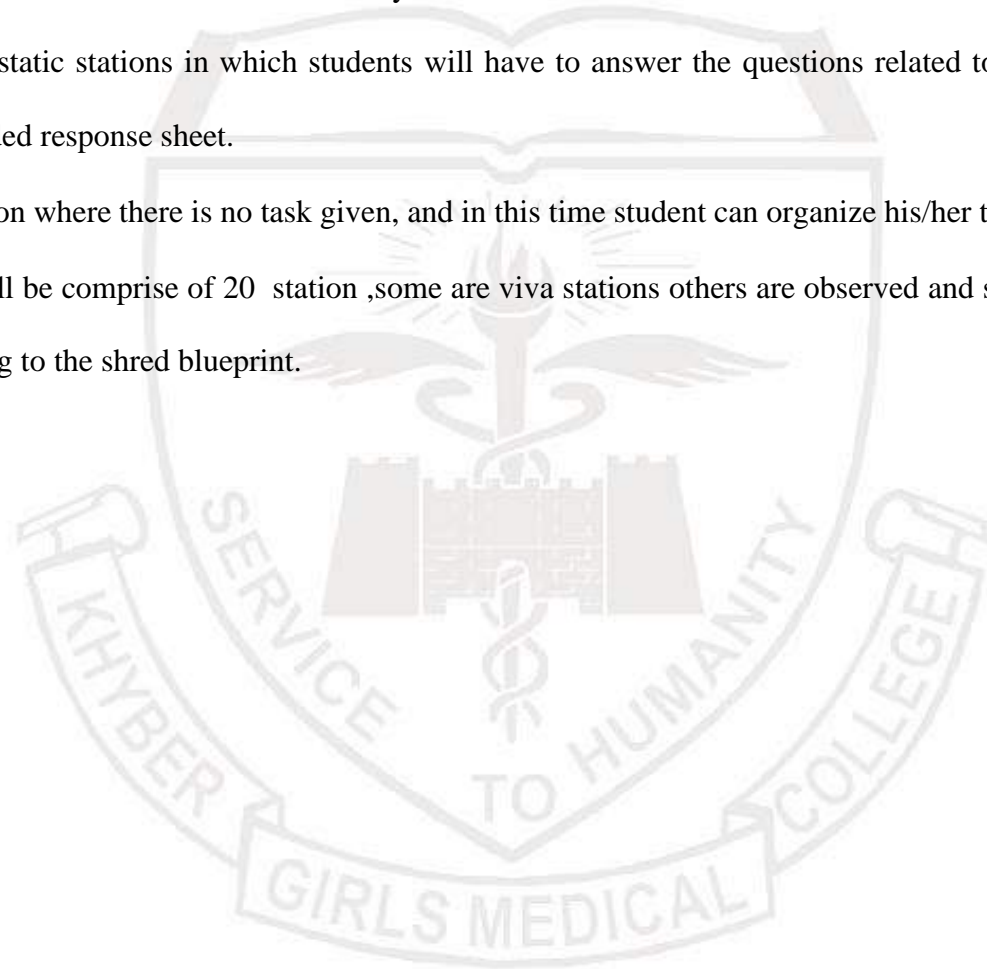 static stations in which students will have to answer the questions related to
ed response sheet.
on where there is no task given, and in this time student can organize his/her t
ll be comprise of 20 station ,some are viva stations others are observed and s
g to the shred blueprint.
SERVICE TO HUMANITY
KHYBER GIRLS MEDICAL COLLEGE